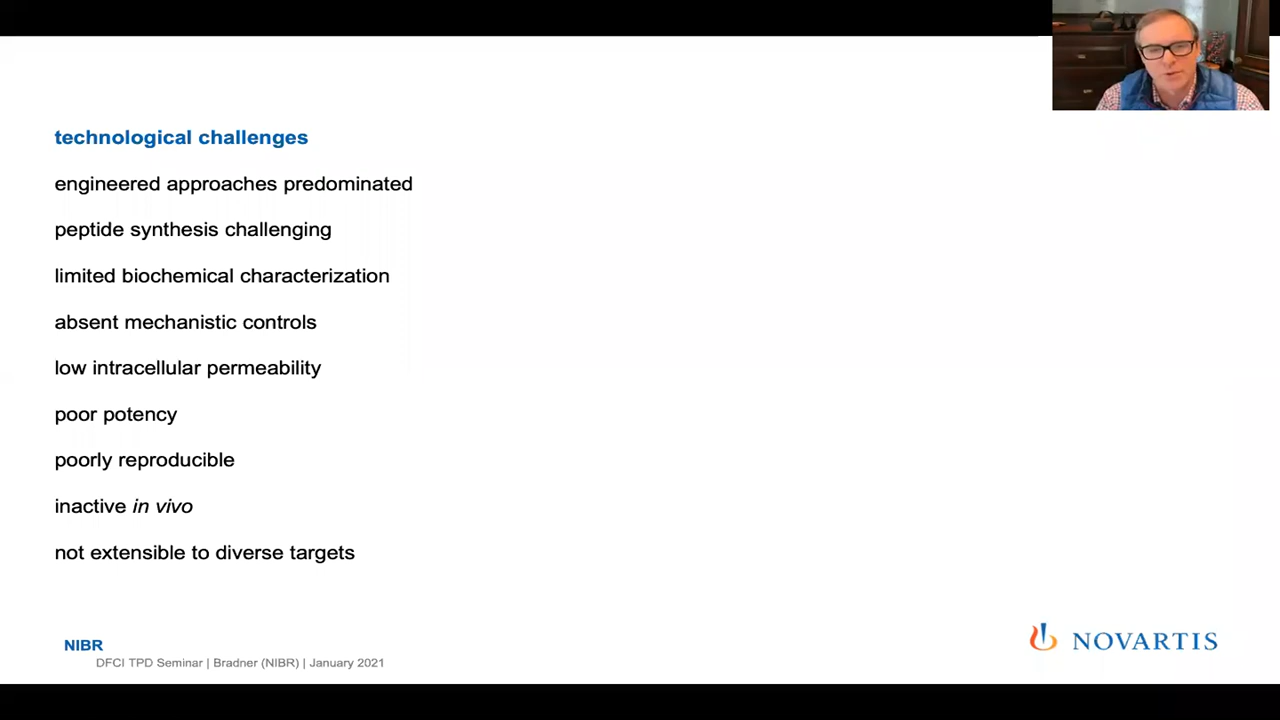 technological challenges
engineered approaches predominated
peptide synthesis challenging
limited biochemical characterization
absent mechanistic controls
low intracellular permeability
poor potency
poorly reproducible
inactive in vivo
not extensible to diverse targets
NIBR
DFCI TPD Seminar | Bradner (NIBR) | January 2021
NOVARTIS